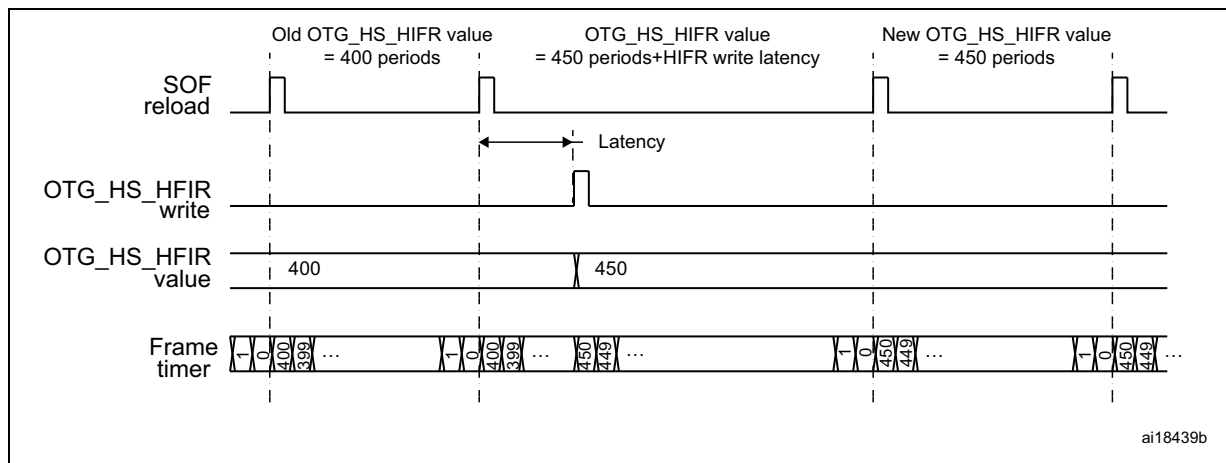 Old OTG_HS_HIFR value
= 400 periods
OTG_HS_HIFR value
= 450 periods+HIFR write latency
New OTG_HS_HIFR value
= 450 periods
SOF
reload
Latency
OTG_HS_HFIR
write
OTG_HS_HFIR
value
400
450
Frame
timer
1 0 400 399 ... 1 0 400 399 ... 450 449 ... 1 0 450 449 ... 1 0 450 449 ...
ai18439b